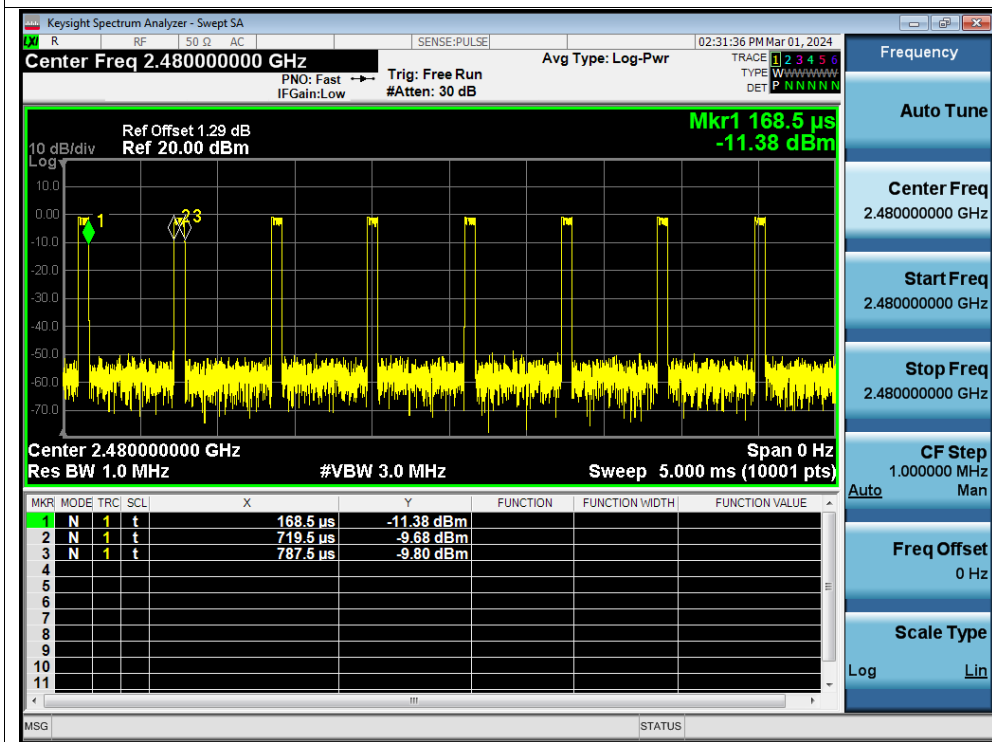 Keysight Spectrum Analyzer - Swept SA
LXI R RF 50 Ω AC SENSE:PULSE 02:31:36 PM Mar 01, 2024
Center Freq 2.480000000 GHz
PNO: Fast
IFGain:Low
Trig: Free Run
#Atten: 30 dB
Avg Type: Log-Pwr
TRACE 1 2 3 4 5 6
TYPE WWWWWW
DET P N N N N N
Ref Offset 1.29 dB
10 dB/div Ref 20.00 dBm
Log
Mkr1 168.5 µs
-11.38 dBm
10.0
0.00
-10.0
-20.0
-30.0
-40.0
-50.0
-60.0
-70.0
1
2 3
Center 2.480000000 GHz Span 0 Hz
Res BW 1.0 MHz #VBW 3.0 MHz Sweep 5.000 ms (10001 pts)
MKR MODE TRC SCL X Y FUNCTION FUNCTION WIDTH FUNCTION VALUE
1 N 1 t 168.5 µs -11.38 dBm
2 N 1 t 719.5 µs -9.68 dBm
3 N 1 t 787.5 µs -9.80 dBm
4
5
6
7
8
9
10
11
MSG STATUS
Frequency
Auto Tune
Center Freq
2.480000000 GHz
Start Freq
2.480000000 GHz
Stop Freq
2.480000000 GHz
CF Step
1.000000 MHz
Auto Man
Freq Offset
0 Hz
Scale Type
Log Lin